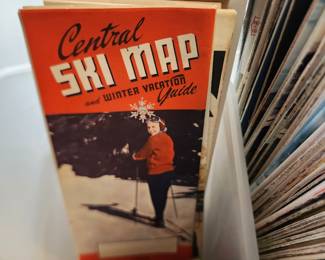 Central
SKI MAP
and WINTER VACATION
Guide